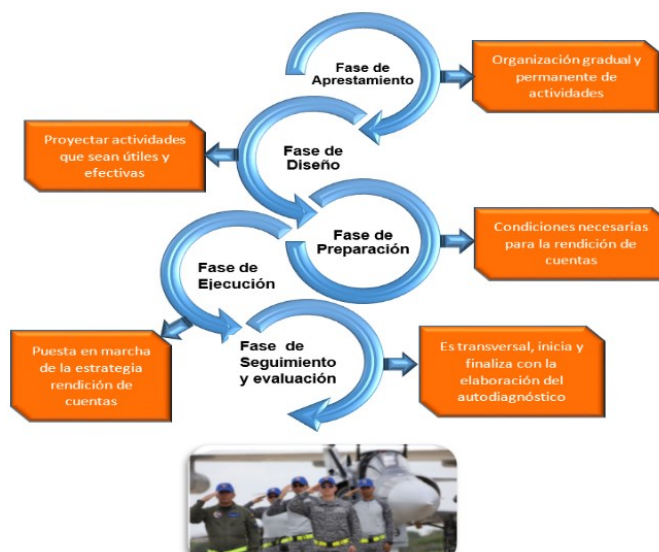 Fase de
Aprestamiento
Organización gradual y
permanente de
actividades
Proyectar actividades
que sean útiles y
efectivas
Fase de
Diseño
Fase de
Preparación
Condiciones necesarias
para la rendición de
cuentas
Fase de
Ejecución
Puesta en marcha
de la estrategia
rendición de
cuentas
Fase de
Seguimiento
y evaluación
Es transversal, inicia y
finaliza con la
elaboración del
autodiagnóstico